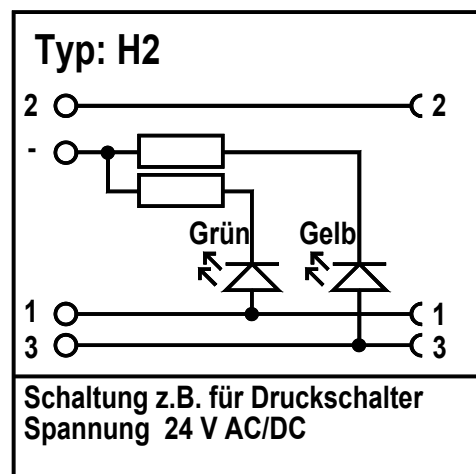 Typ: H2
2 2
-
Grün Gelb
1 1
3 3
Schaltung z.B. für Druckschalter
Spannung 24 V AC/DC